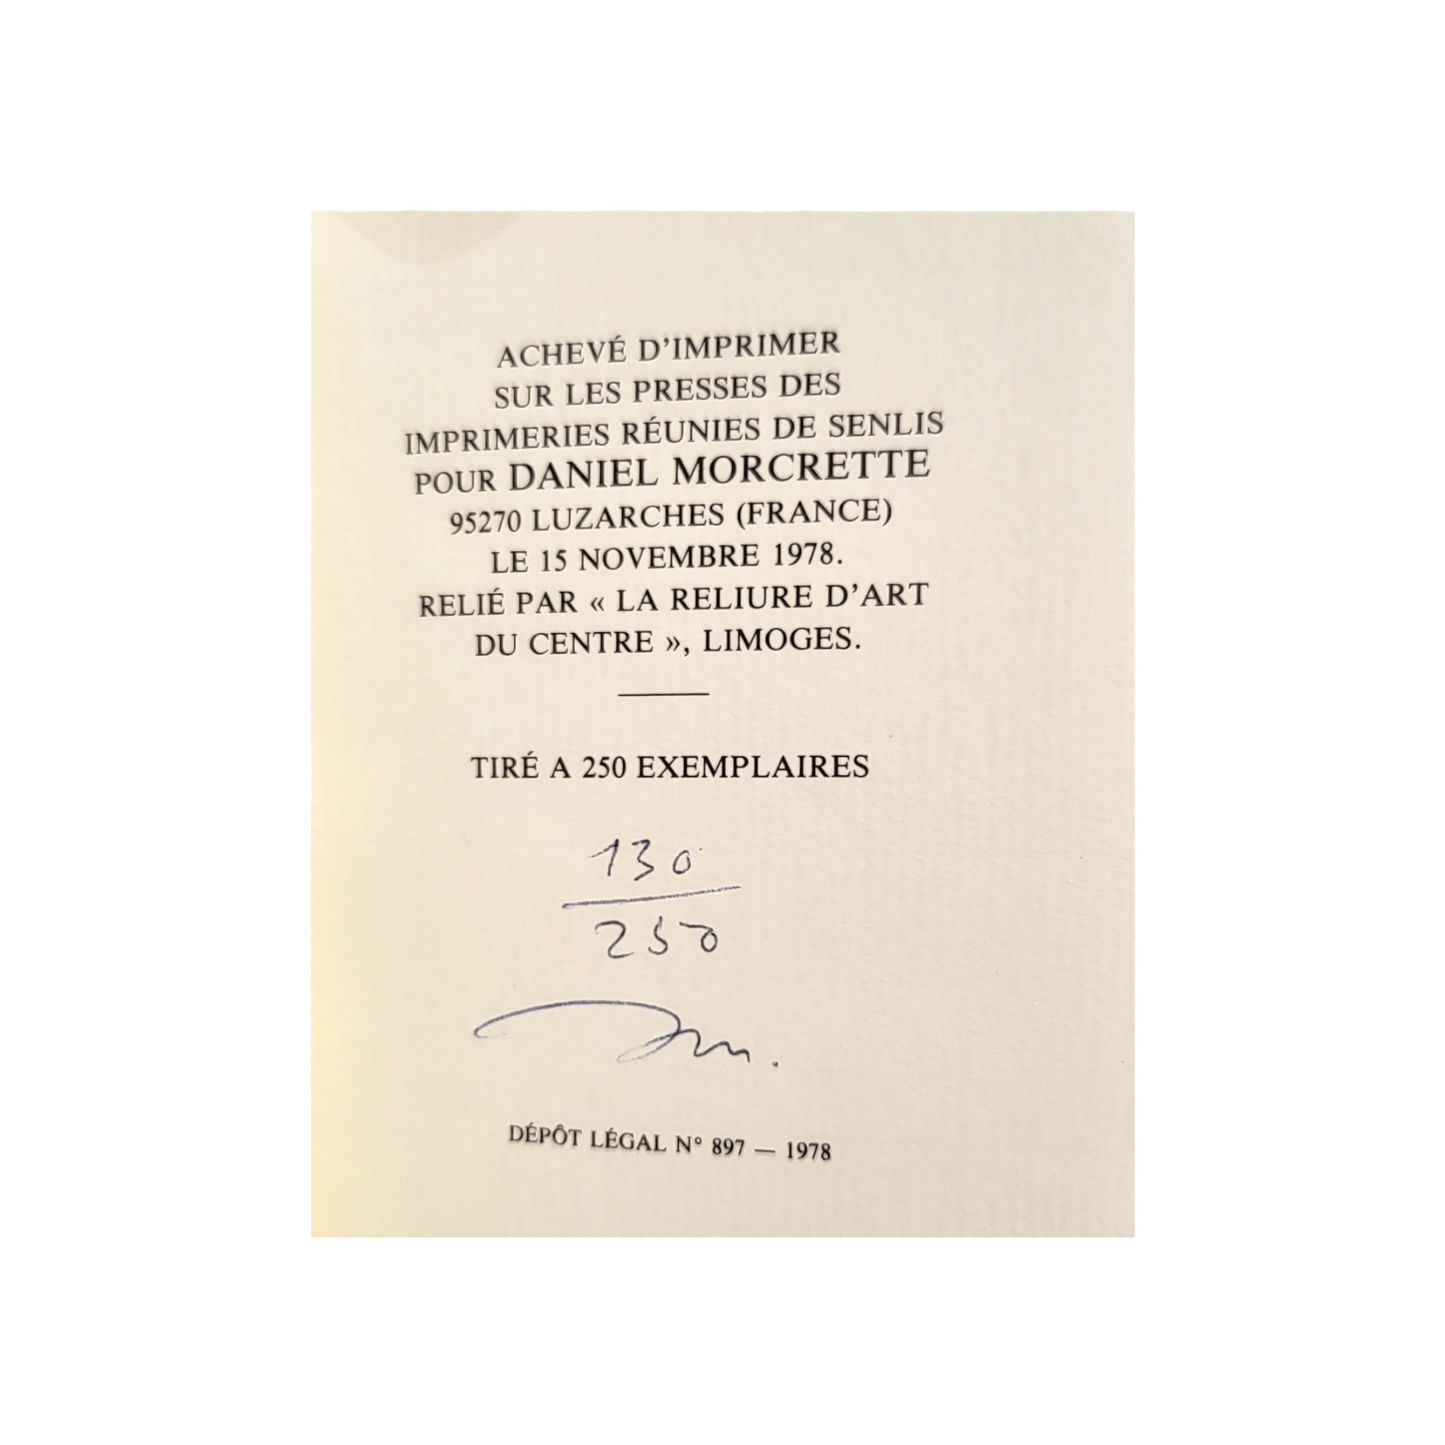 ACHEVÉ D'IMPRIMER
SUR LES PRESSES DES
IMPRIMERIES RÉUNIES DE SENLIS
POUR DANIEL MORCRETTE
95270 LUZARCHES (FRANCE)
LE 15 NOVEMBRE 1978.
RELIÉ PAR « LA RELIURE D'ART
DU CENTRE », LIMOGES.
TIRÉ A 250 EXEMPLAIRES
130
250
DÉPÔT LÉGAL N° 897 — 1978